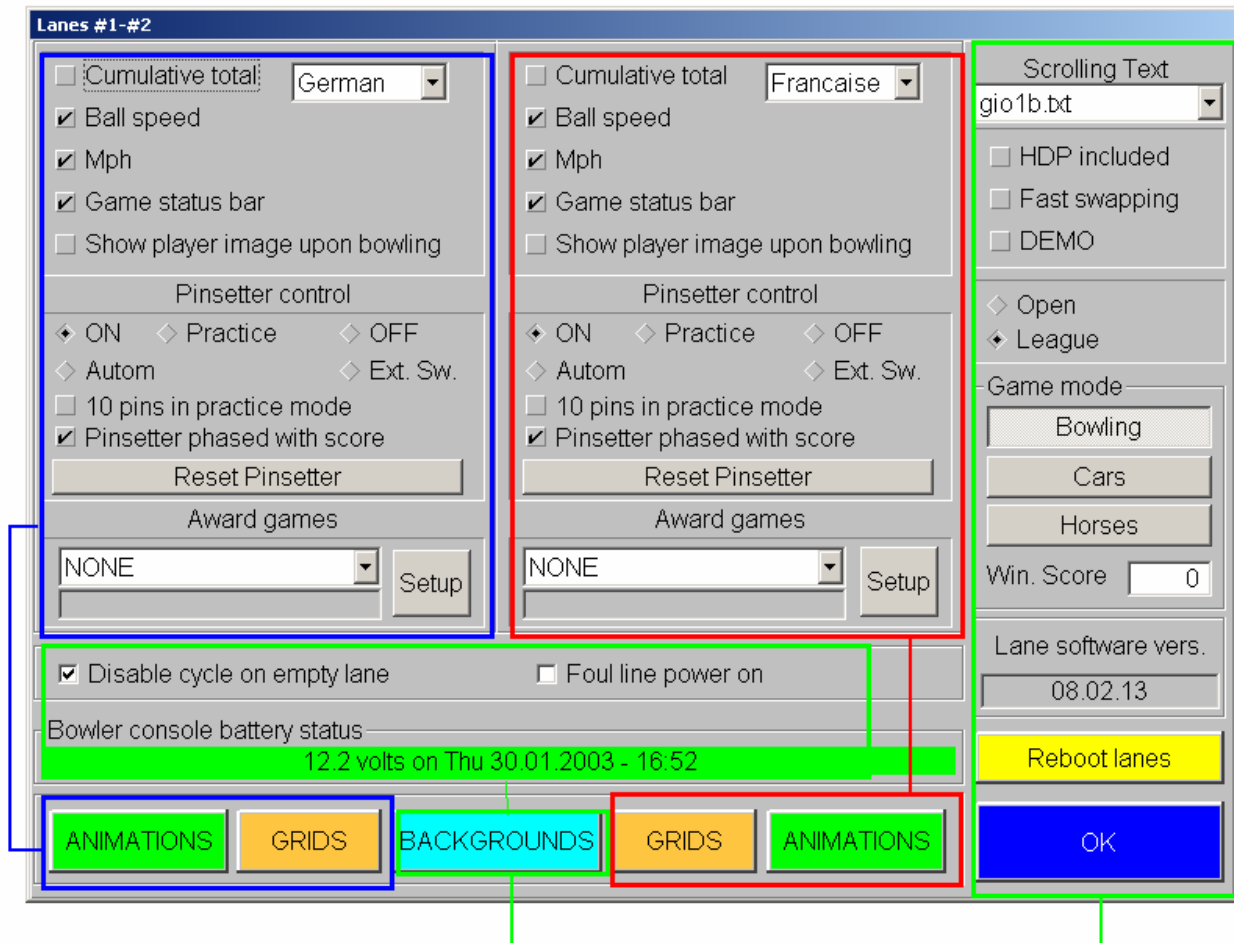 Lanes #1-#2
Cumulative total
German
Ball speed
Mph
Game status bar
Show player image upon bowling
Pinsetter control
ON Practice OFF
Autom Ext. Sw.
10 pins in practice mode
Pinsetter phased with score
Reset Pinsetter
Award games
NONE
Setup
Cumulative total
Francaise
Ball speed
Mph
Game status bar
Show player image upon bowling
Pinsetter control
ON Practice OFF
Autom Ext. Sw.
10 pins in practice mode
Pinsetter phased with score
Reset Pinsetter
Award games
NONE
Setup
Disable cycle on empty lane
Foul line power on
Bowler console battery status
12.2 volts on Thu 30.01.2003 - 16:52
ANIMATIONS
GRIDS
BACKGROUNDS
GRIDS
ANIMATIONS
Scrolling Text
gio1b.txt
HDP included
Fast swapping
DEMO
Open
League
Game mode
Bowling
Cars
Horses
Win. Score 0
Lane software vers.
08.02.13
Reboot lanes
OK